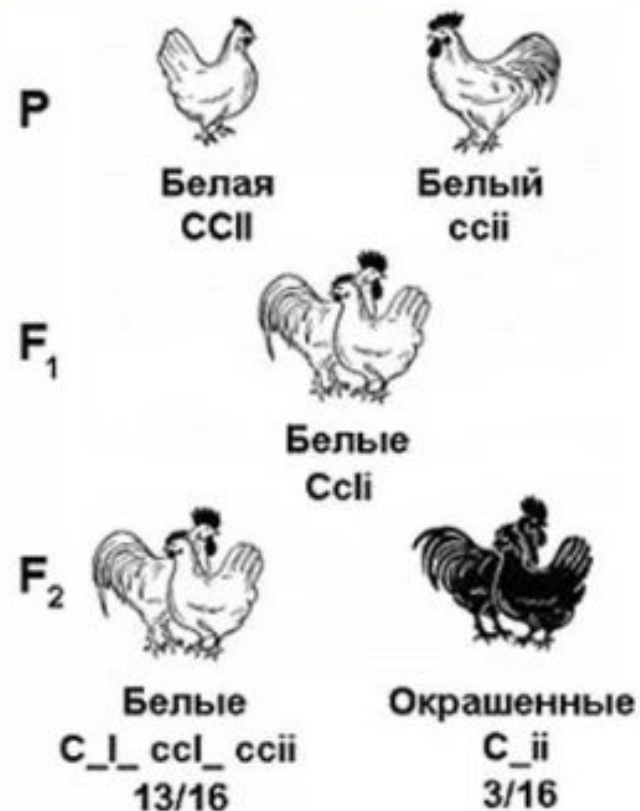 P
Белая Белый
CCII ccii
F1
Белые
CcIi
F2
Белые Окрашенные
C_I_ ccI_ ccii C_ii
13/16 3/16